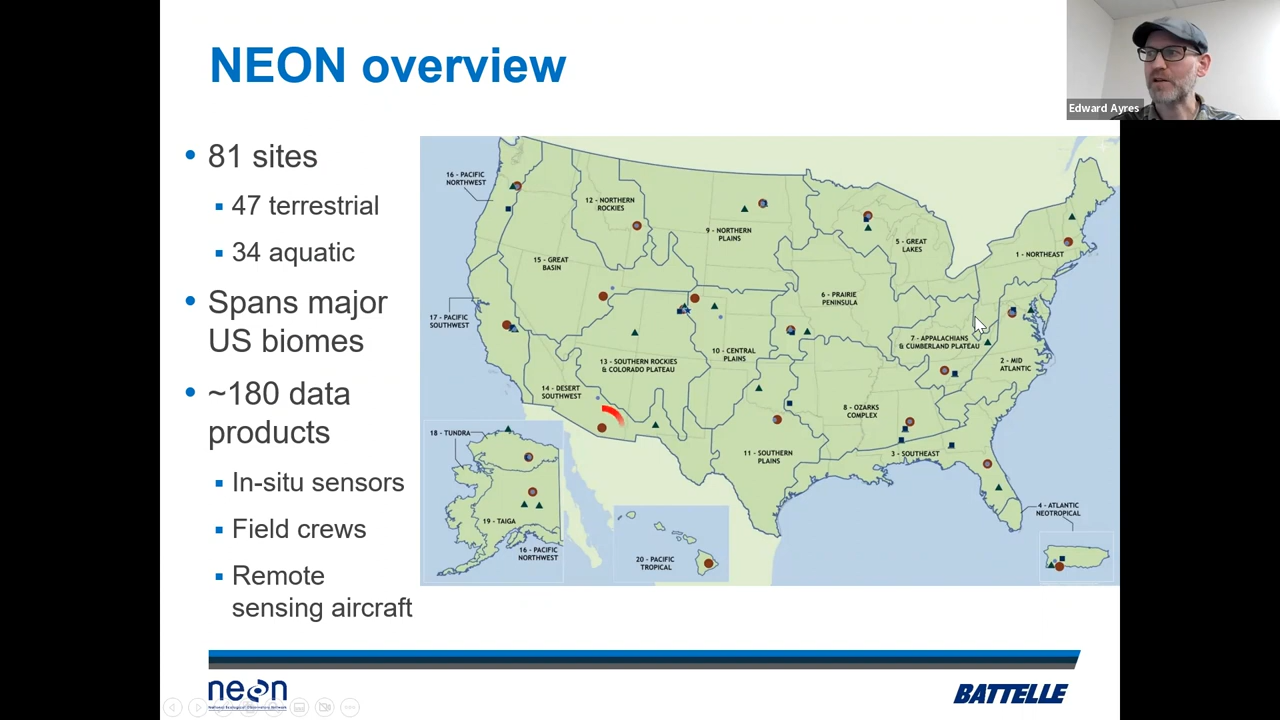 NEON overview
Edward Ayres
81 sites
47 terrestrial
34 aquatic
Spans major
US biomes
~180 data
products
In-situ sensors
Field crews
Remote
sensing aircraft
16 - PACIFIC
NORTHWEST
12 - NORTHERN
ROCKIES
9 - NORTHERN
PLAINS
5 - GREAT
LAKES
1 - NORTHEAST
15 - GREAT
BASIN
6 - PRAIRIE
PENINSULA
17 - PACIFIC
SOUTHWEST
7 - APPALACHIANS
& CUMBERLAND PLATEAU
10 - CENTRAL
PLAINS
13 - SOUTHERN ROCKIES
& COLORADO PLATEAU
2 - MID
ATLANTIC
14 - DESERT
SOUTHWEST
8 - OZARKS
COMPLEX
18 - TUNDRA
11 - SOUTHERN
PLAINS
3 - SOUTHEAST
4 - ATLANTIC
NEOTROPICAL
19 - TAIGA
16 - PACIFIC
NORTHWEST
20 - PACIFIC
TROPICAL
neon
National Ecological Observatory Network
BATTELLE